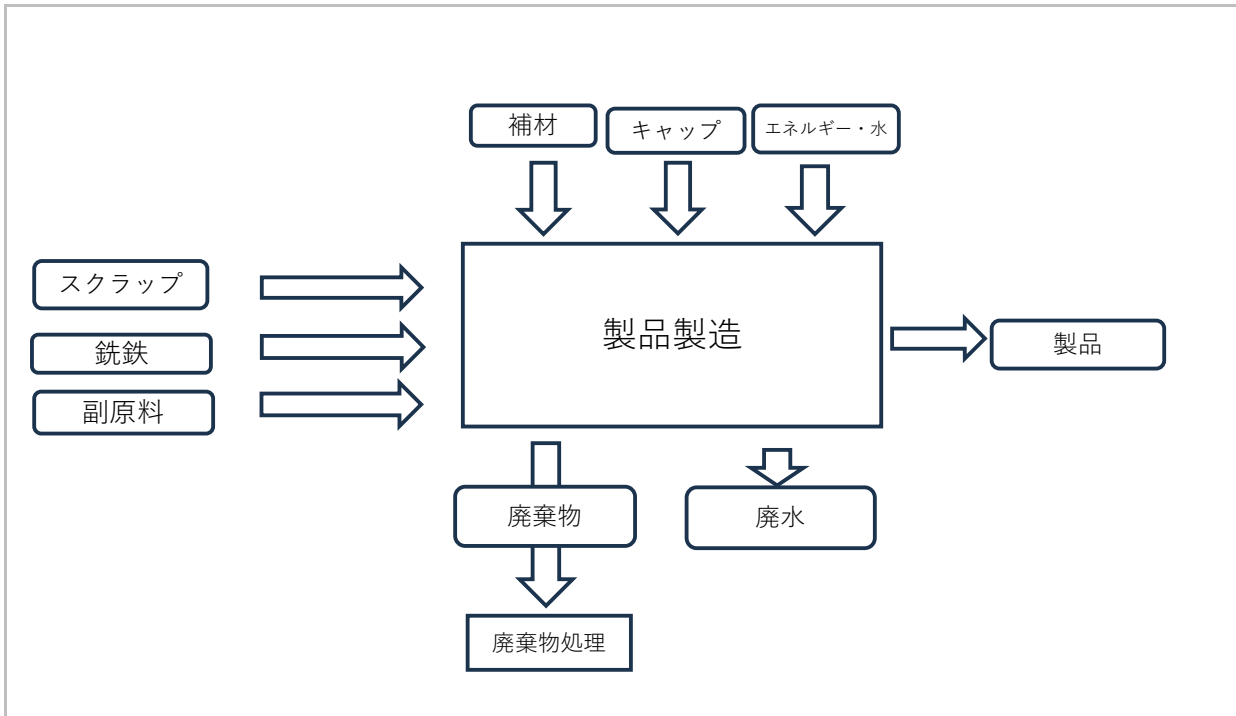 補材
キャップ
エネルギー・水
スクラップ
銑鉄
副原料
製品製造
製品
廃棄物
廃水
廃棄物処理